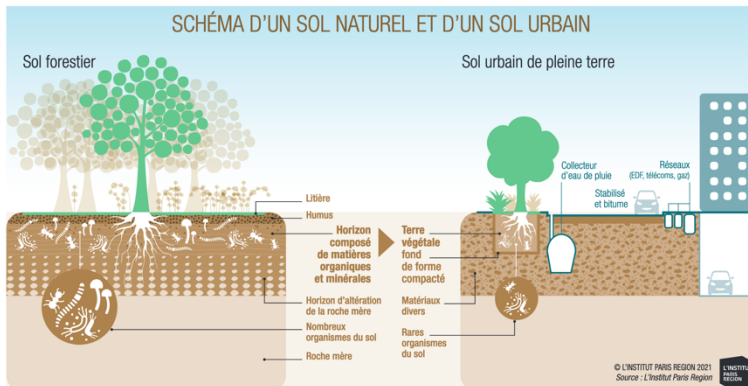 SCHÉMA D'UN SOL NATUREL ET D'UN SOL URBAIN
Sol forestier
Sol urbain de pleine terre
Litière
Humus
Horizon
composé
de matières
organiques
et minérales
Horizon d'altération
de la roche mère
Nombreux
organismes du sol
Roche mère
Terre
végétale
fond
de forme
compacté
Matériaux
divers
Rares
organismes
du sol
Collecteur
d'eau de pluie
Stabilisé
et bitume
Réseaux
(EDF, télécoms, gaz)
© L'INSTITUT PARIS REGION 2021
Source : L'Institut Paris Region
L'INSTITUT
PARIS
REGION